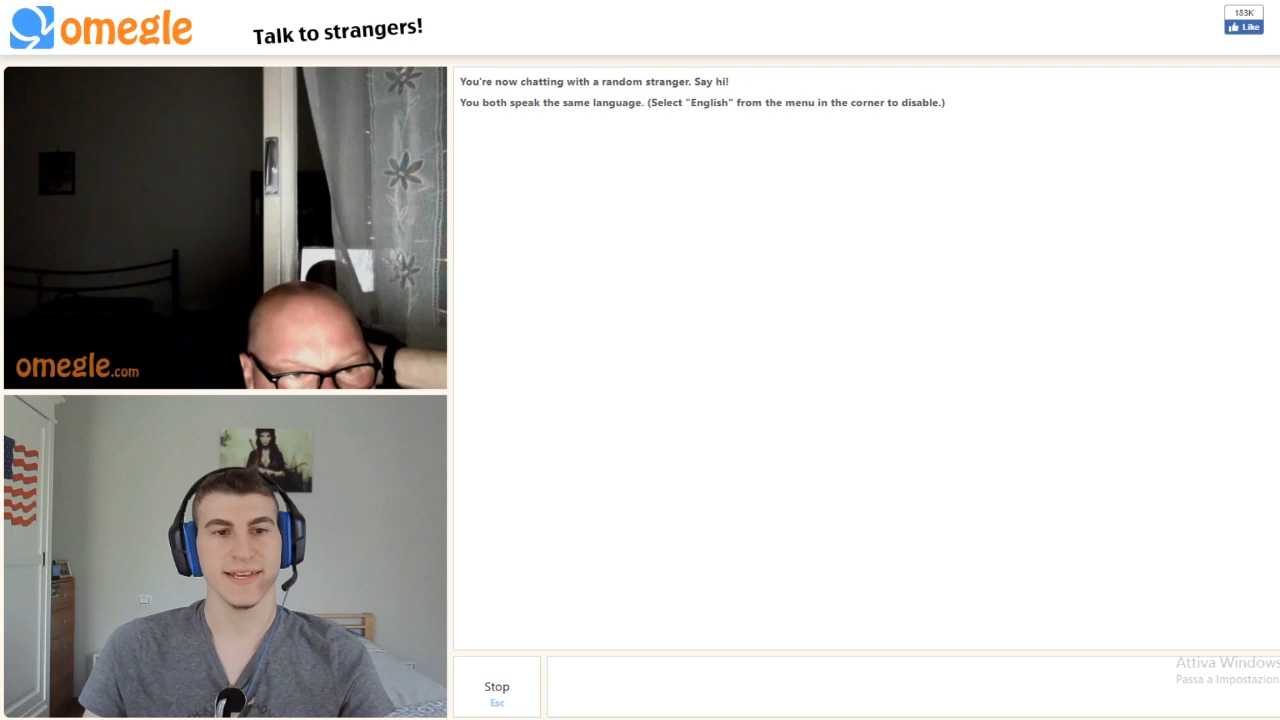 omegle
Talk to strangers!
183K
Like
You're now chatting with a random stranger. Say hi!
You both speak the same language. (Select "English" from the menu in the corner to disable.)
omegle.com
Stop
Esc
Attiva Windows
Passa a Impostazion